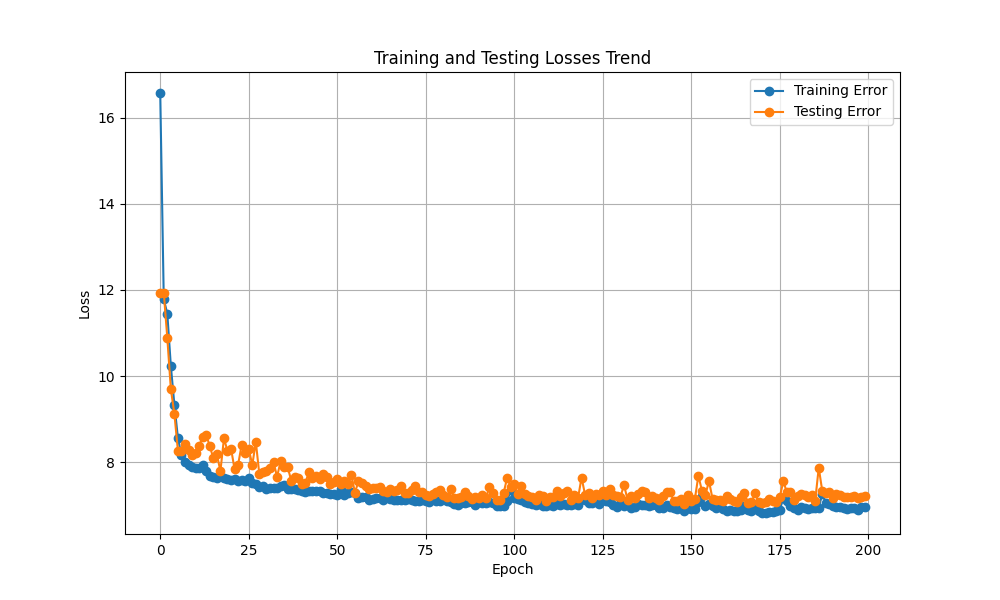 Training and Testing Losses Trend
Training Error
Testing Error
16
14
12
10
8
Loss
0 25 50 75 100 125 150 175 200
Epoch